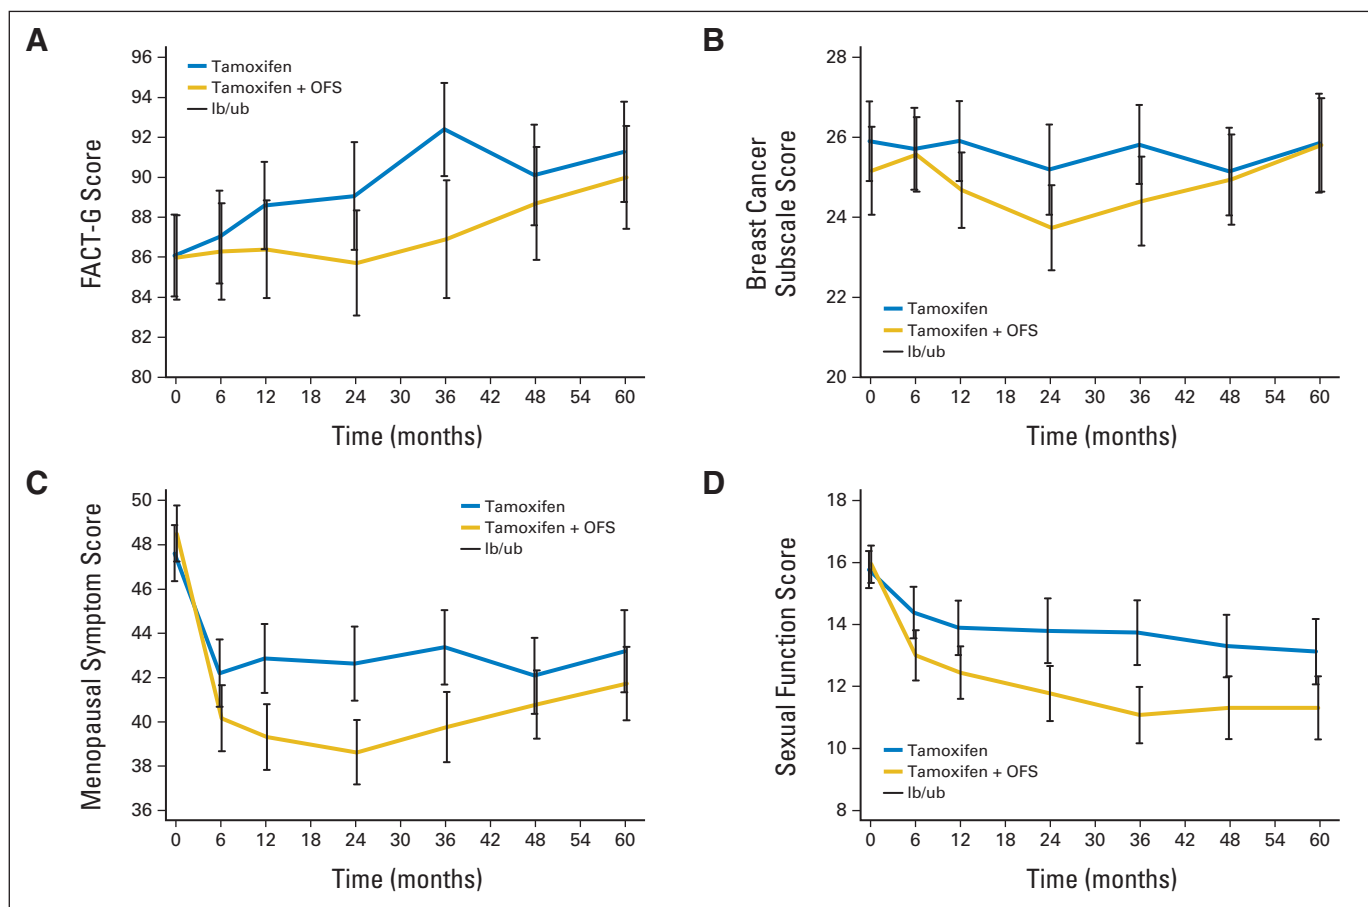 A
FACT-G Score
96
94
92
90
88
86
84
82
80
Tamoxifen
Tamoxifen + OFS
lb/ub
0 6 12 18 24 30 36 42 48 54 60
Time (months)
B
Breast Cancer
Subscale Score
28
26
24
22
20
Tamoxifen
Tamoxifen + OFS
lb/ub
0 6 12 18 24 30 36 42 48 54 60
Time (months)
C
Menopausal Symptom Score
50
48
46
44
42
40
38
36
Tamoxifen
Tamoxifen + OFS
lb/ub
0 6 12 18 24 30 36 42 48 54 60
Time (months)
D
Sexual Function Score
18
16
14
12
10
8
Tamoxifen
Tamoxifen + OFS
lb/ub
0 6 12 18 24 30 36 42 48 54 60
Time (months)